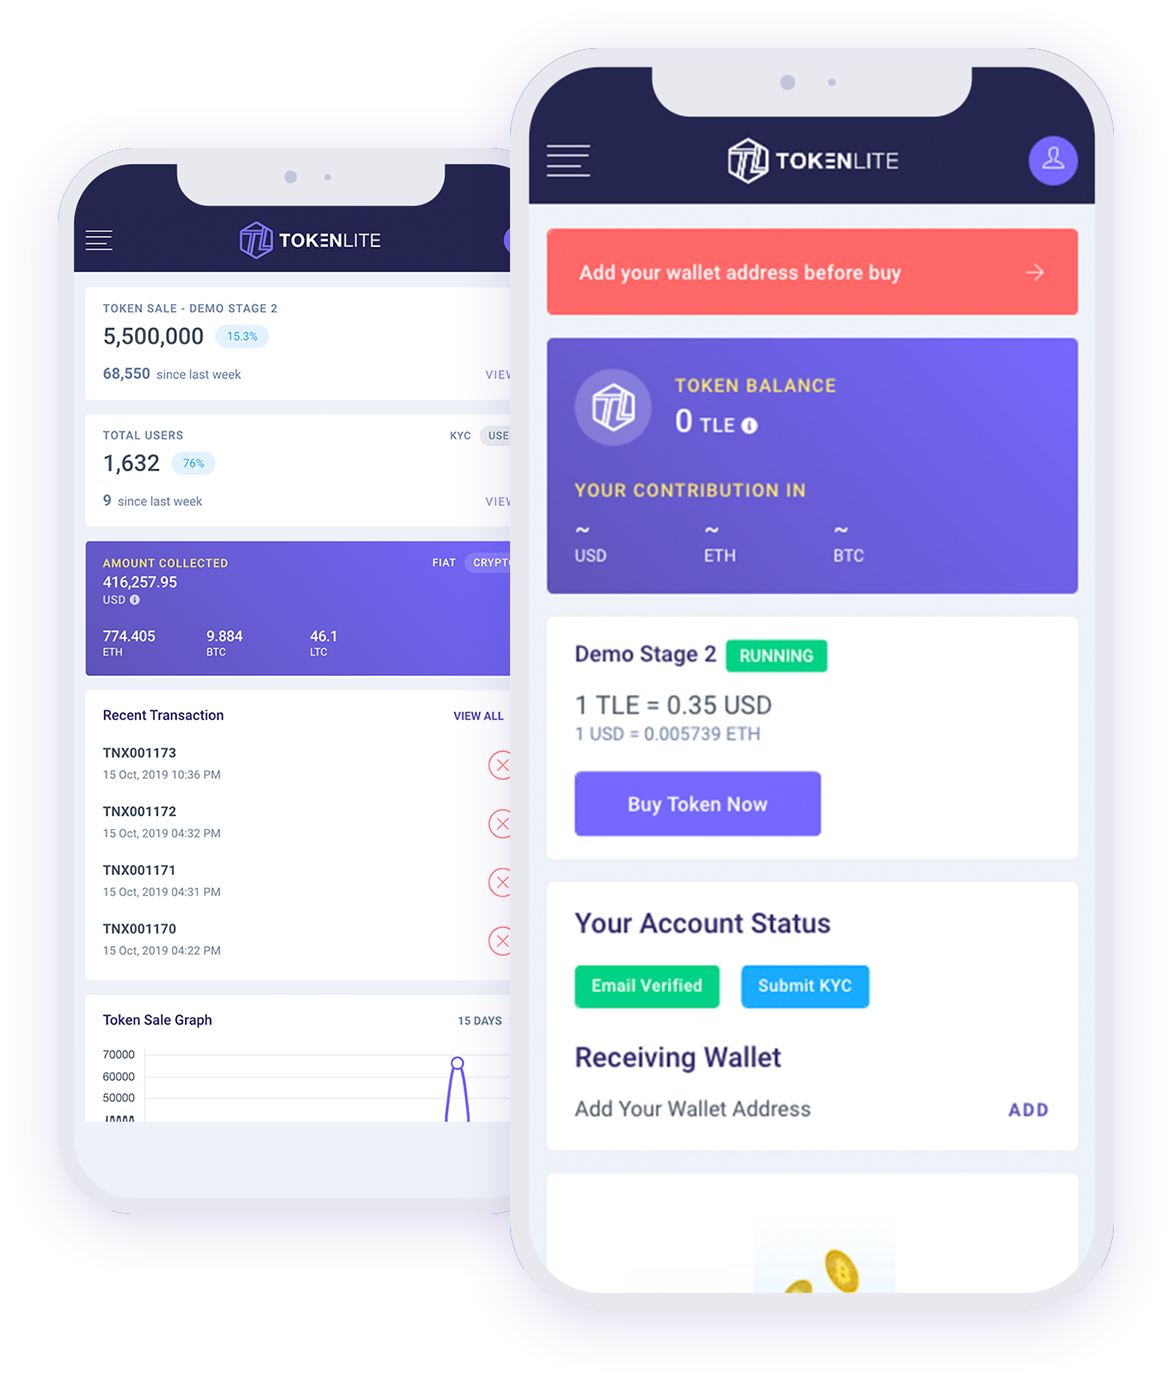 TOKENLITE
TOKEN SALE - DEMO STAGE 2
5,500,000 15.3%
68,550 since last week
TOTAL USERS KYC
1,632 76%
9 since last week
AMOUNT COLLECTED FIAT
416,257.95
USD
774.405 9.884 46.1
ETH BTC LTC
Recent Transaction VIEW ALL
TNX001173
15 Oct, 2019 10:36 PM
TNX001172
15 Oct, 2019 04:32 PM
TNX001171
15 Oct, 2019 04:31 PM
TNX001170
15 Oct, 2019 04:22 PM
Token Sale Graph 15 DAYS
70000
60000
50000
TOKENLITE
Add your wallet address before buy →
TOKEN BALANCE
0 TLE
YOUR CONTRIBUTION IN
~ ~ ~
USD ETH BTC
Demo Stage 2 RUNNING
1 TLE = 0.35 USD
1 USD = 0.005739 ETH
Buy Token Now
Your Account Status
Email Verified Submit KYC
Receiving Wallet
Add Your Wallet Address ADD